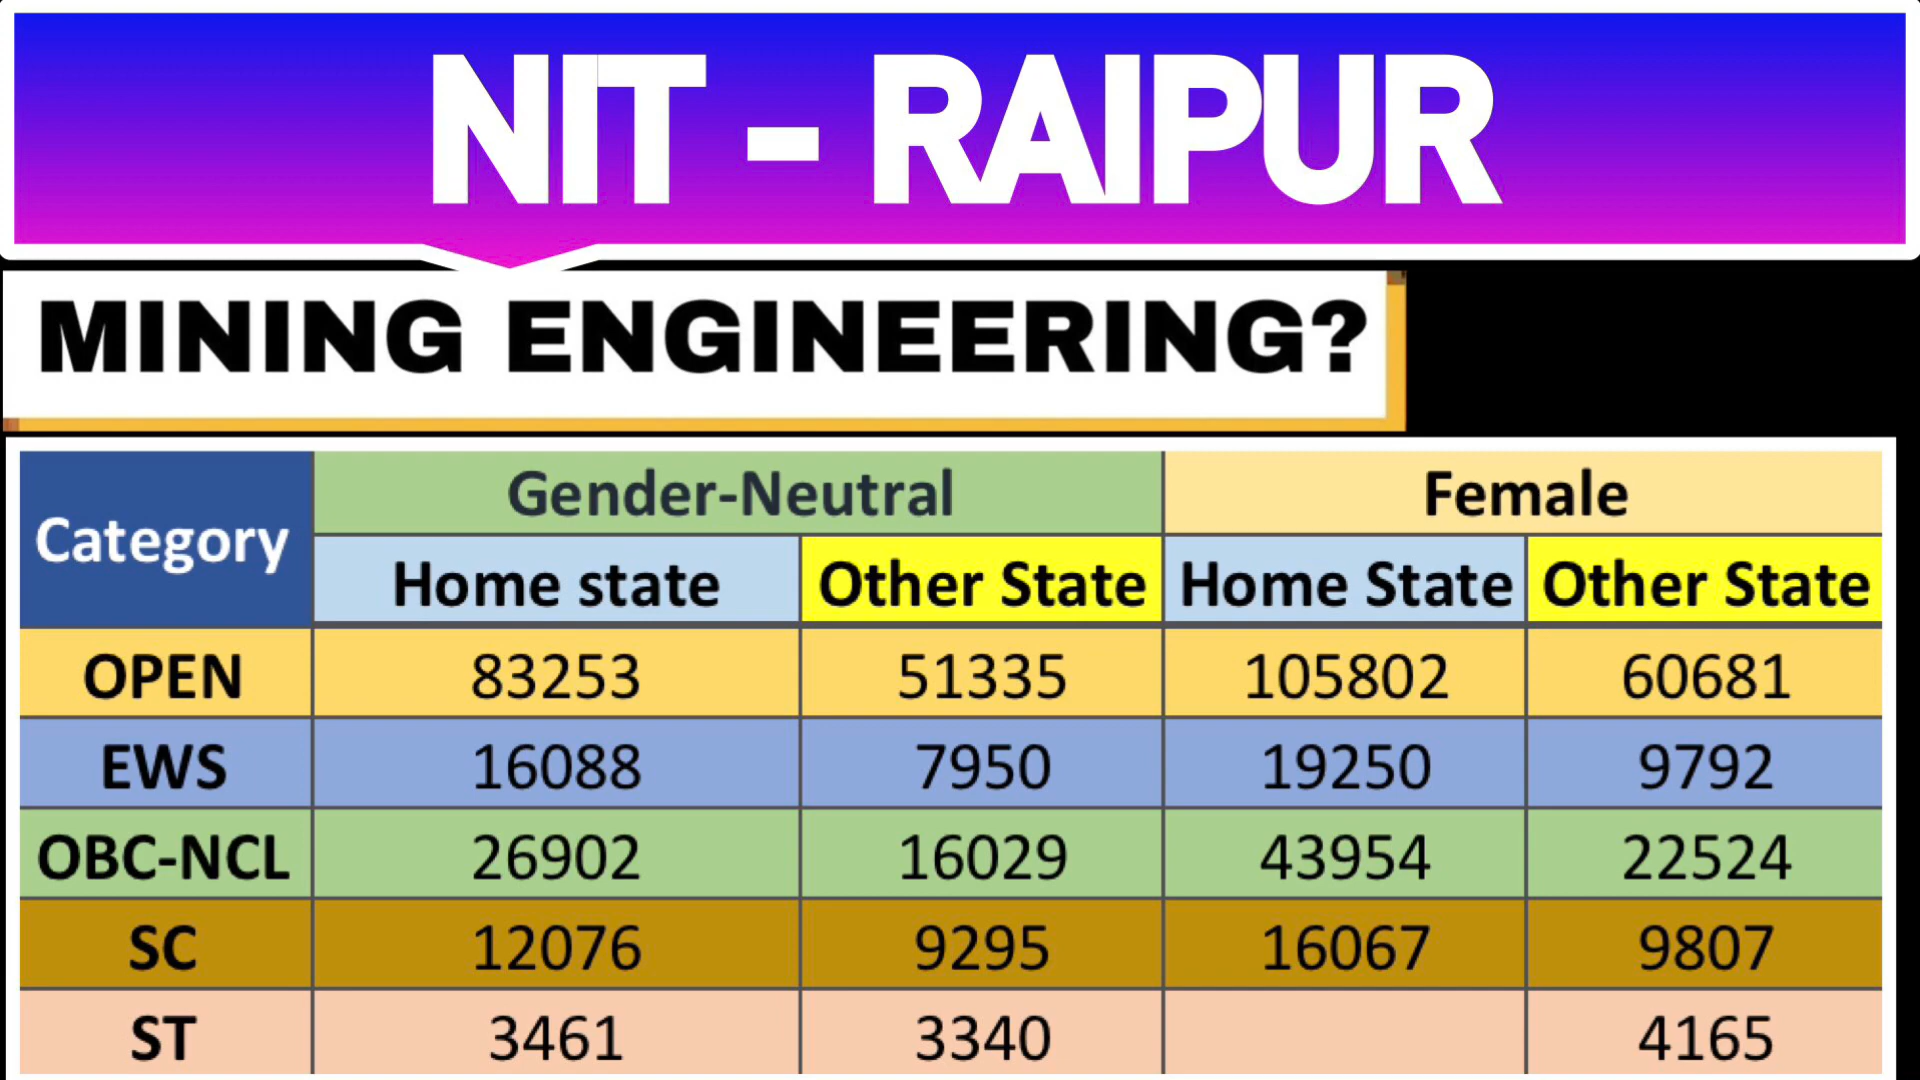 NIT - RAIPUR
MINING ENGINEERING?
Category Gender-Neutral Female
Home state Other State Home State Other State
OPEN 83253 51335 105802 60681
EWS 16088 7950 19250 9792
OBC-NCL 26902 16029 43954 22524
SC 12076 9295 16067 9807
ST 3461 3340 4165